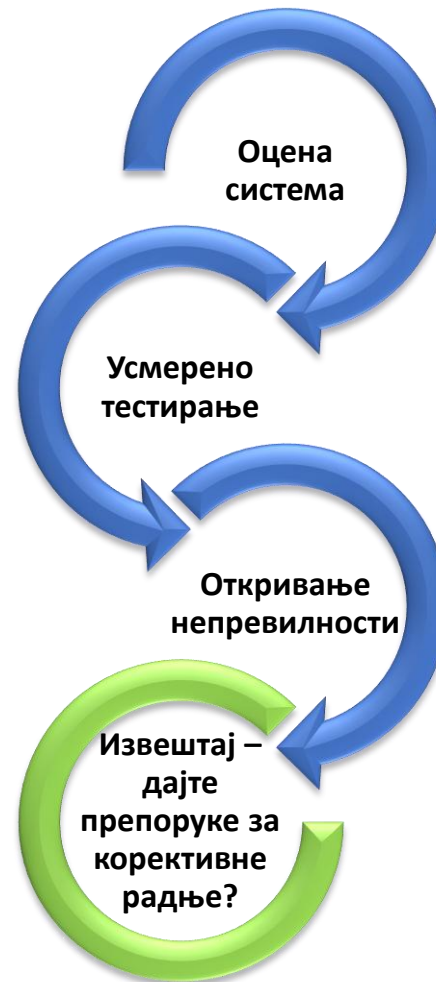 Оцена
система
Усмерено
тестирање
Откривање
непревилности
Извештај –
дајте
препоруке за
корективне
радње?